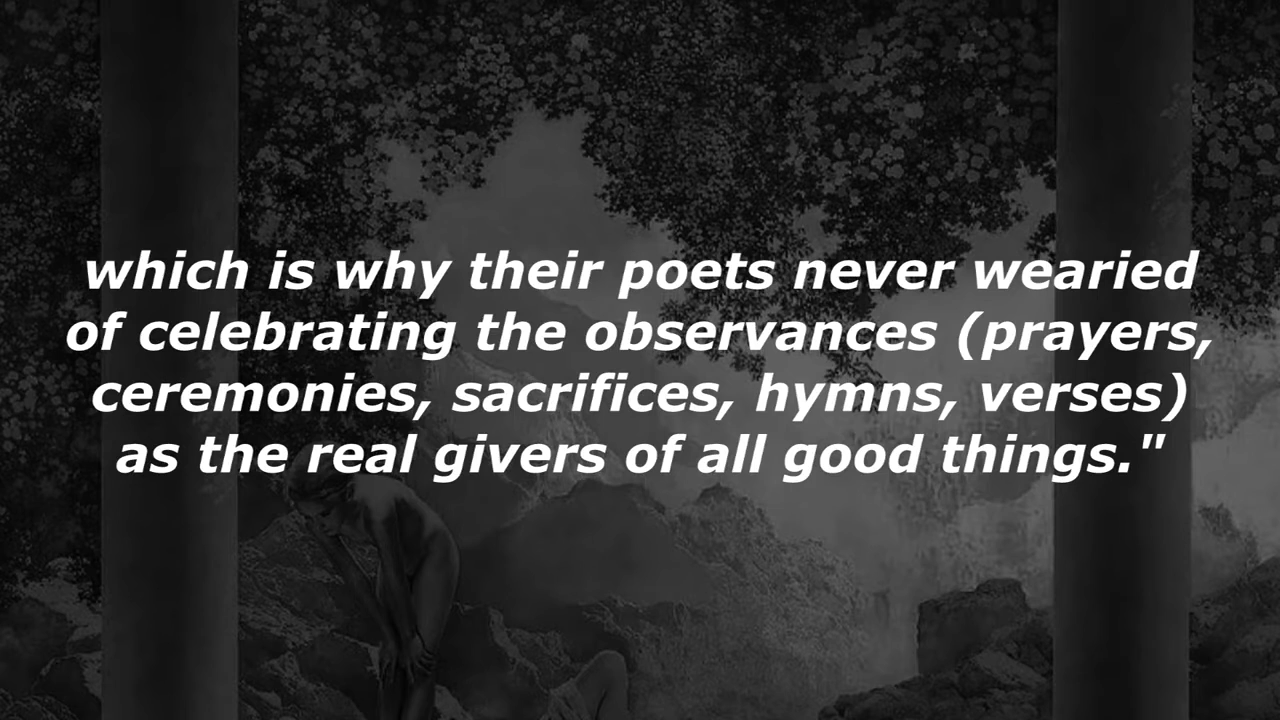 which is why their poets never wearied
of celebrating the observances (prayers,
ceremonies, sacrifices, hymns, verses)
as the real givers of all good things."